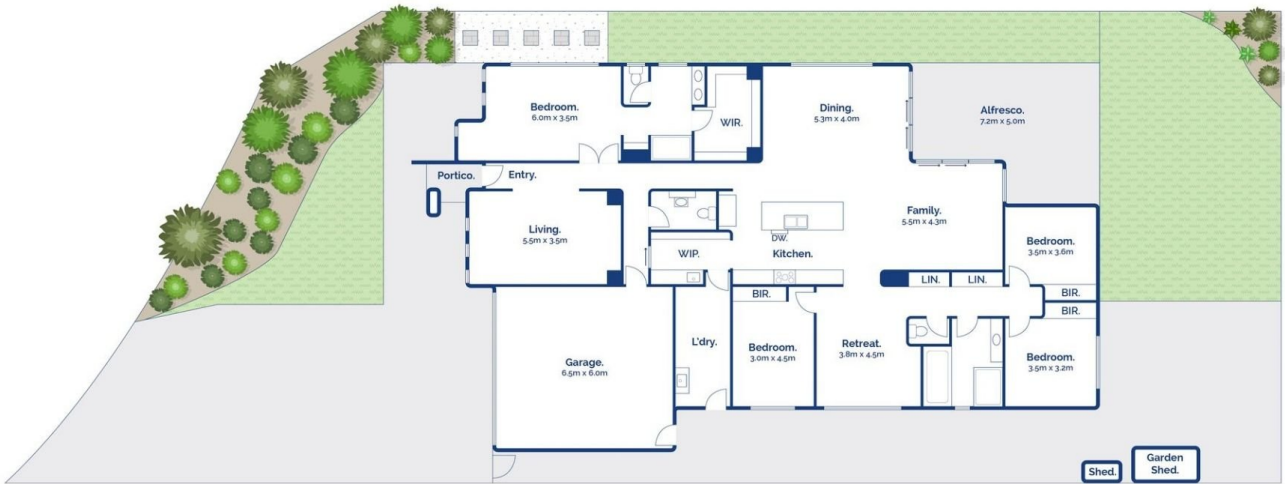 Bedroom.
6.0m x 3.5m
WIR.
Dining.
5.3m x 4.0m
Alfresco.
7.2m x 5.0m
Portico.
Entry.
Living.
5.5m x 3.5m
WIP.
DW.
Kitchen.
Family.
5.5m x 4.3m
Bedroom.
3.5m x 3.6m
LIN.
LIN.
BIR.
BIR.
BIR.
Garage.
6.5m x 6.0m
L'dry.
Bedroom.
3.0m x 4.5m
Retreat.
3.8m x 4.5m
Bedroom.
3.5m x 3.2m
Shed.
Garden
Shed.